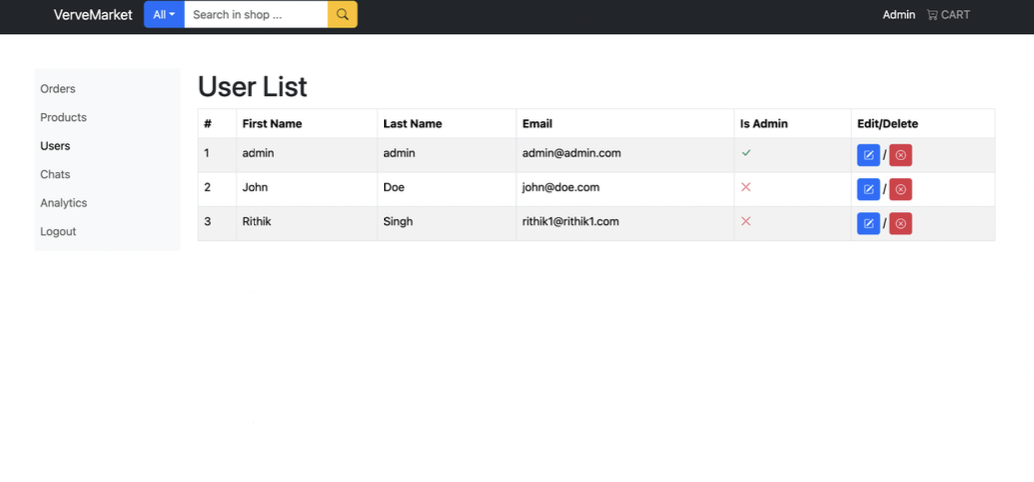 VerveMarket All Search in shop ... Admin CART
Orders
Products
Users
Chats
Analytics
Logout
User List
# First Name Last Name Email Is Admin Edit/Delete
1 admin admin admin@admin.com /
2 John Doe john@doe.com /
3 Rithik Singh rithik1@rithik1.com /